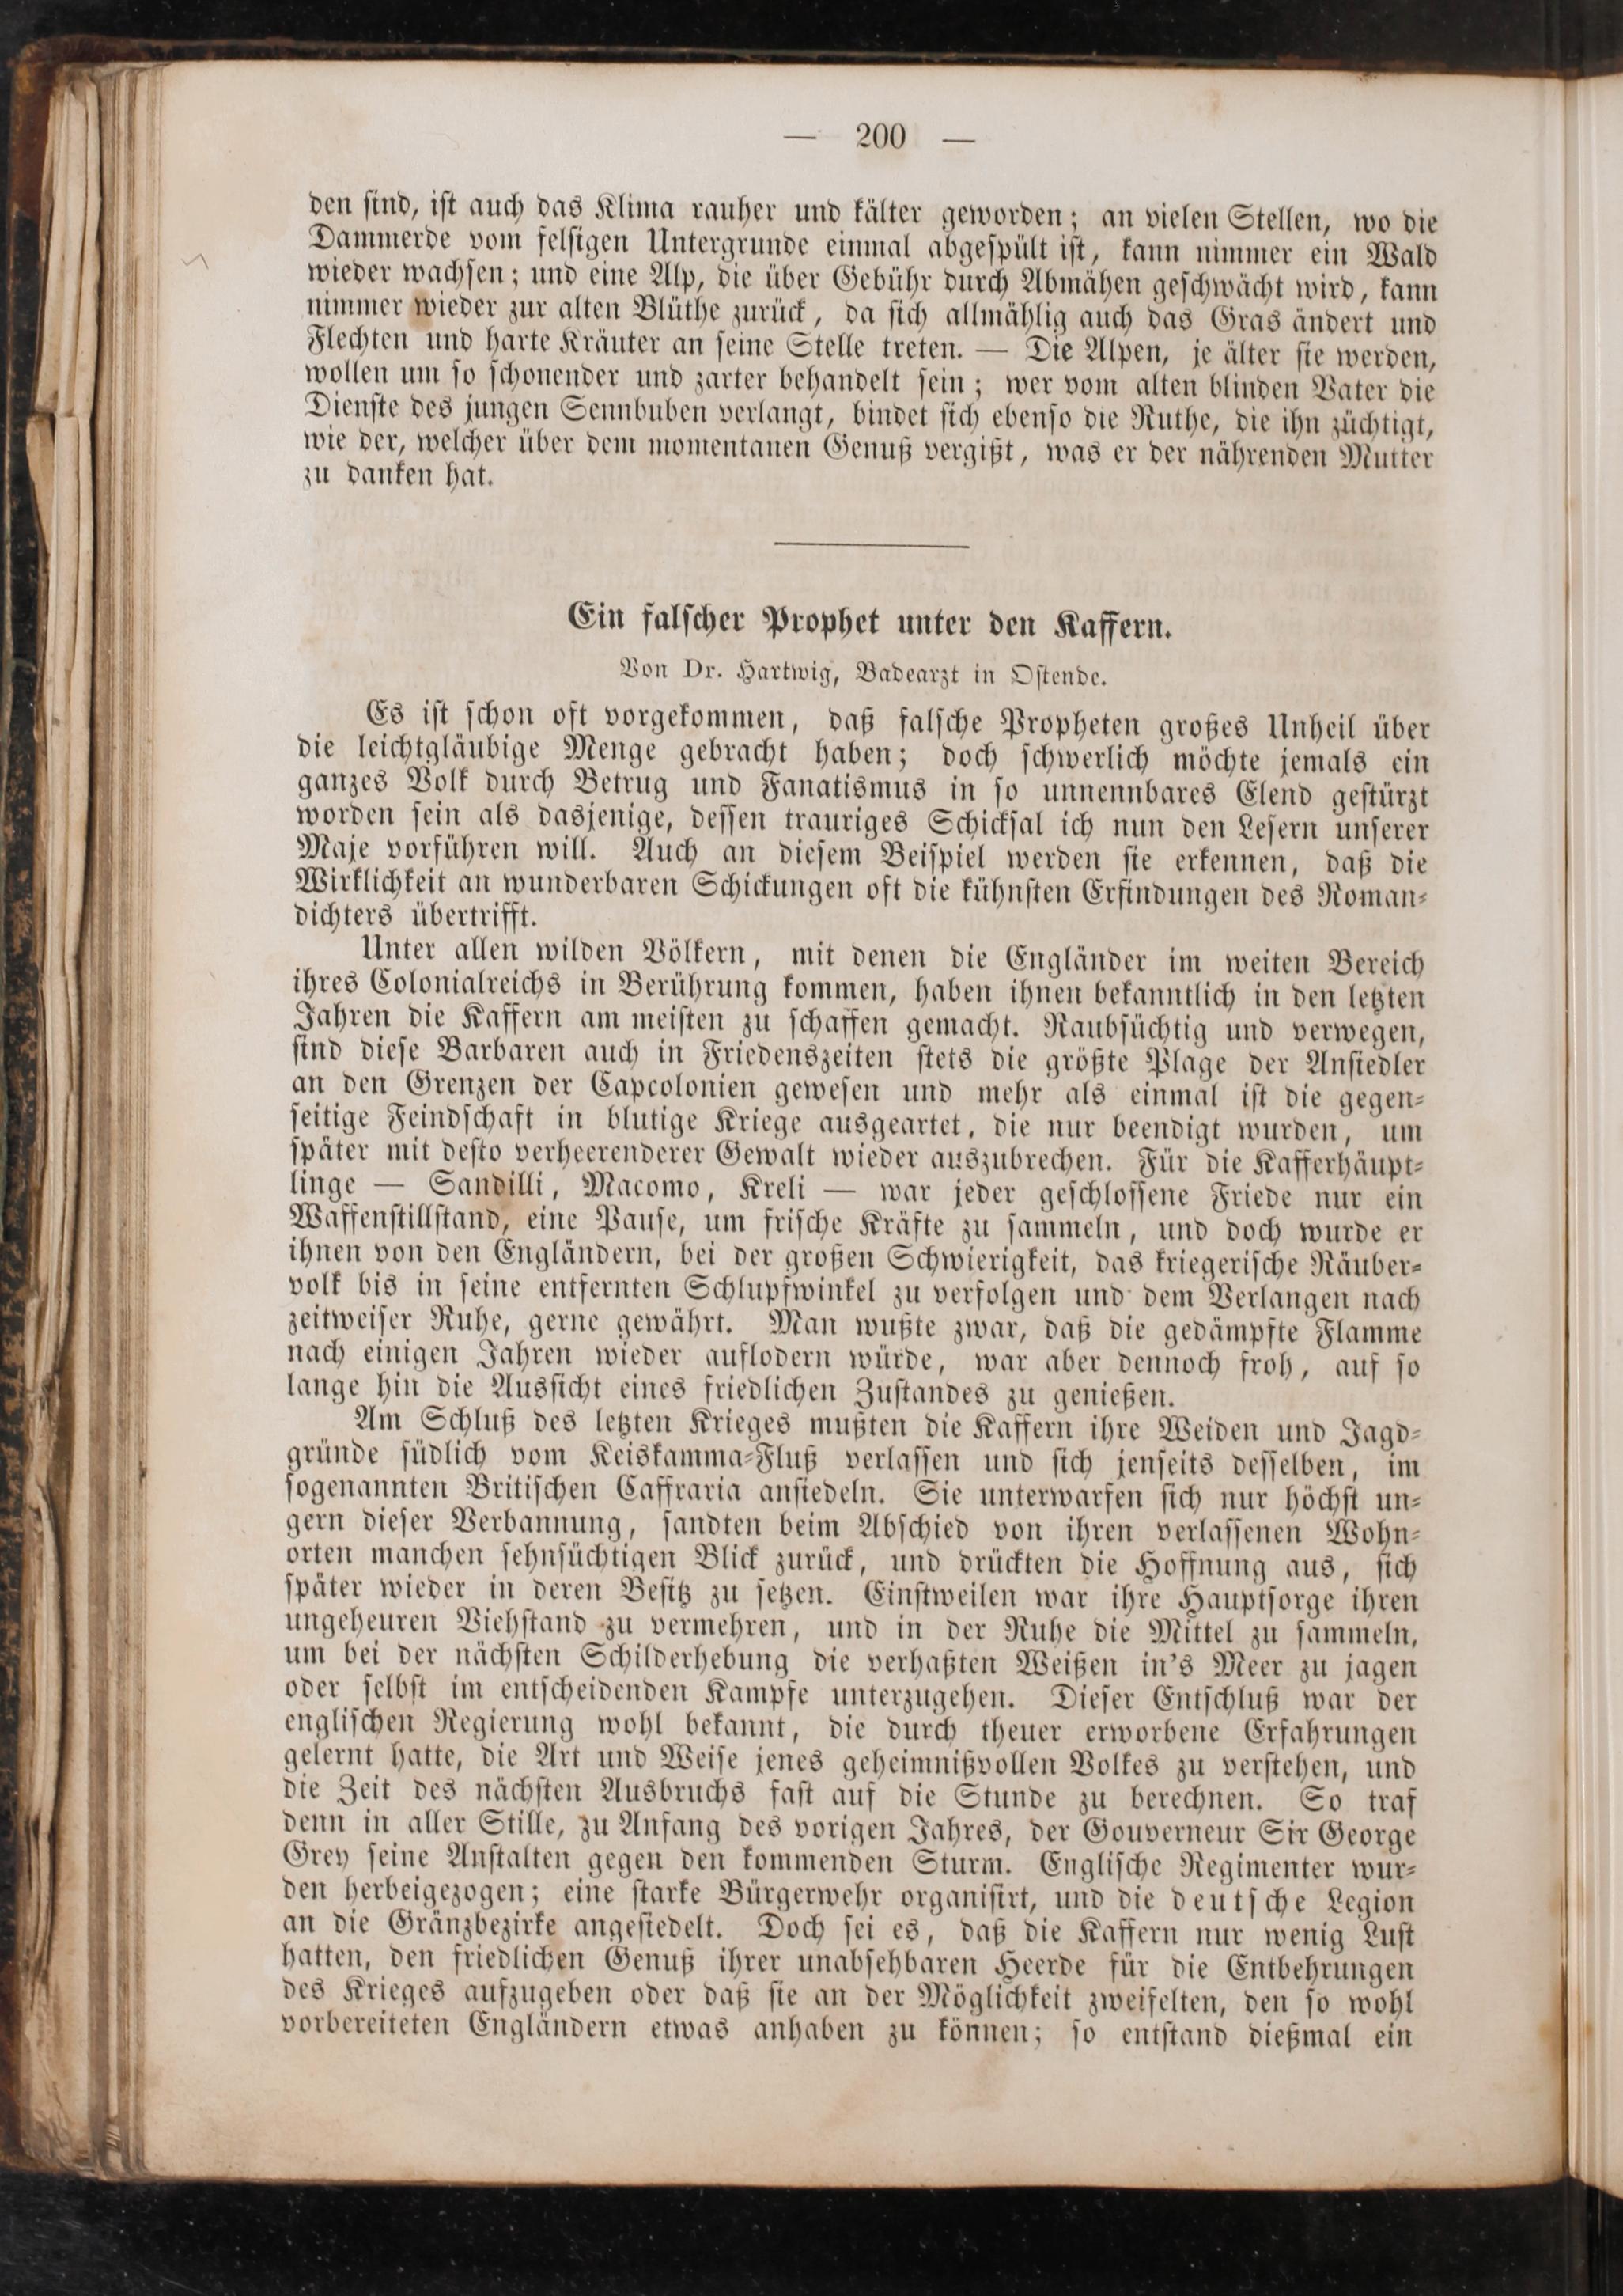 — 200 —
den sind, ist auch das Klima rauher und kälter geworden; an vielen Stellen, wo die
Dammerde vom felsigen Untergrunde einmal abgespült ist, kann nimmer ein Wald
wieder wachsen; und eine Alp, die über Gebühr durch Abmähen geschwächt wird, kann
nimmer wieder zur alten Blüthe zurück, da sich allmählig auch das Gras ändert und
Flechten und harte Kräuter an seine Stelle treten. — Die Alpen, je älter sie werden,
wollen um so schonender und zarter behandelt sein; wer vom alten blinden Vater die
Dienste des jungen Sennbuben verlangt, bindet sich ebenso die Ruthe, die ihn züchtigt,
wie der, welcher über dem momentanen Genuß vergißt, was er der nährenden Mutter
zu danken hat.
Ein falscher Prophet unter den Kaffern.
Von Dr. Hartwig, Badearzt in Ostende.
Es ist schon oft vorgekommen, daß falsche Propheten großes Unheil über
die leichtgläubige Menge gebracht haben; doch schwerlich möchte jemals ein
ganzes Volk durch Betrug und Fanatismus in so unnennbares Elend gestürzt
worden sein als dasjenige, dessen trauriges Schicksal ich nun den Lesern unserer
Maje vorführen will. Auch an diesem Beispiel werden sie erkennen, daß die
Wirklichkeit an wunderbaren Schickungen oft die kühnsten Erfindungen des Roman-
dichters übertrifft.
Unter allen wilden Völkern, mit denen die Engländer im weiten Bereich
ihres Colonialreichs in Berührung kommen, haben ihnen bekanntlich in den letzten
Jahren die Kaffern am meisten zu schaffen gemacht. Raubsüchtig und verwegen,
sind diese Barbaren auch in Friedenszeiten stets die größte Plage der Ansiedler
an den Grenzen der Capcolonien gewesen und mehr als einmal ist die gegen-
seitige Feindschaft in blutige Kriege ausgeartet, die nur beendigt wurden, um
später mit desto verheerenderer Gewalt wieder auszubrechen. Für die Kafferhäupt-
linge — Sandilli, Macomo, Kreli — war jeder geschlossene Friede nur ein
Waffenstillstand, eine Pause, um frische Kräfte zu sammeln, und doch wurde er
ihnen von den Engländern, bei der großen Schwierigkeit, das kriegerische Räuber-
volk bis in seine entfernten Schlupfwinkel zu verfolgen und dem Verlangen nach
zeitweiser Ruhe, gerne gewährt. Man wußte zwar, daß die gedämpfte Flamme
nach einigen Jahren wieder auflodern würde, war aber dennoch froh, auf so
lange hin die Aussicht eines friedlichen Zustandes zu genießen.
Am Schluß des letzten Krieges mußten die Kaffern ihre Weiden und Jagd-
gründe südlich vom Keiskamma-Fluß verlassen und sich jenseits desselben, im
sogenannten Britischen Caffraria ansiedeln. Sie unterwarfen sich nur höchst un-
gern dieser Verbannung, sandten beim Abschied von ihren verlassenen Wohn-
orten manchen sehnsüchtigen Blick zurück, und drückten die Hoffnung aus, sich
später wieder in deren Besitz zu setzen. Einstweilen war ihre Hauptsorge ihren
ungeheuren Viehstand zu vermehren, und in der Ruhe die Mittel zu sammeln,
um bei der nächsten Schilderhebung die verhaßten Weißen in's Meer zu jagen
oder selbst im entscheidenden Kampfe unterzugehen. Dieser Entschluß war der
englischen Regierung wohl bekannt, die durch theuer erworbene Erfahrungen
gelernt hatte, die Art und Weise jenes geheimnißvollen Volkes zu verstehen, und
die Zeit des nächsten Ausbruchs fast auf die Stunde zu berechnen. So traf
denn in aller Stille, zu Anfang des vorigen Jahres, der Gouverneur Sir George
Grey seine Anstalten gegen den kommenden Sturm. Englische Regimenter wur-
den herbeigezogen; eine starke Bürgerwehr organisirt, und die deutsche Legion
an die Gränzbezirke angesiedelt. Doch sei es, daß die Kaffern nur wenig Lust
hatten, den friedlichen Genuß ihrer unabsehbaren Heerde für die Entbehrungen
des Krieges aufzugeben oder daß sie an der Möglichkeit zweifelten, den so wohl
vorbereiteten Engländern etwas anhaben zu können; so entstand dießmal ein